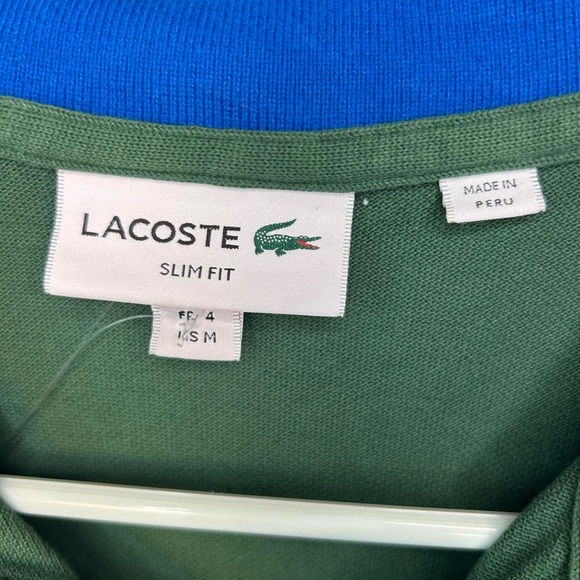 LACOSTE
SLIM FIT
FR 4
US M
MADE IN
PERU